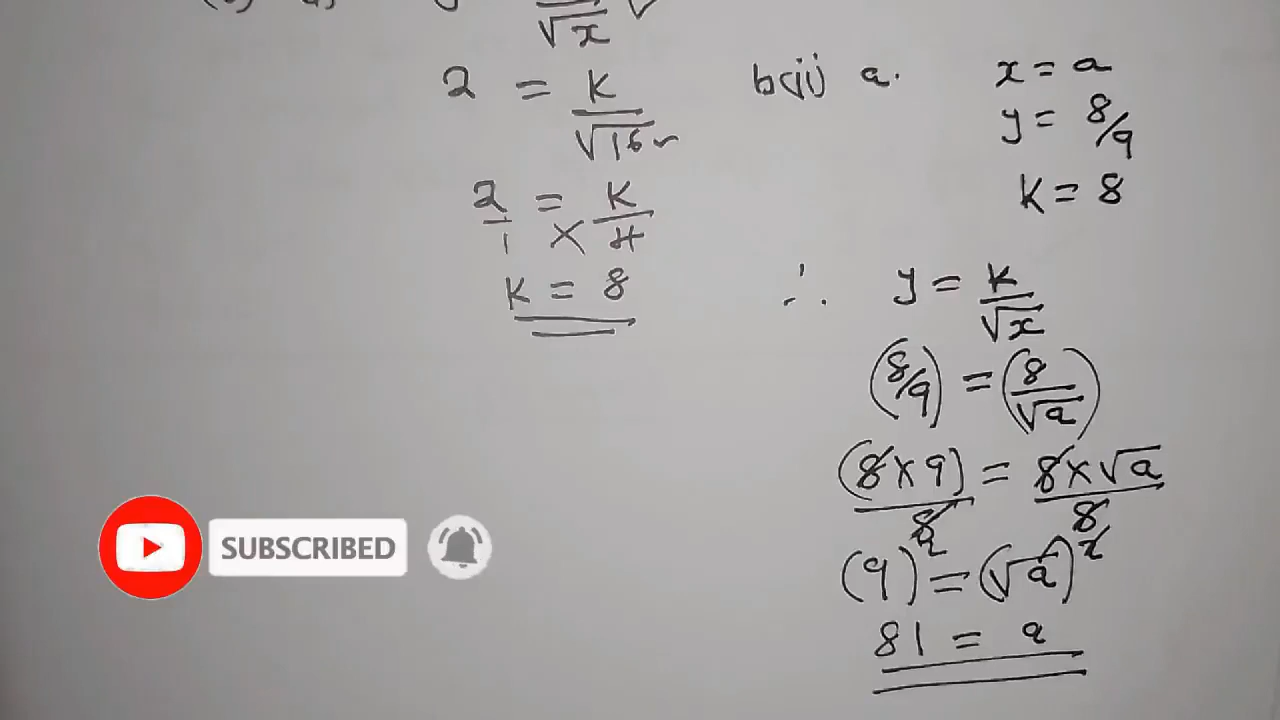 y = /√x
2 = K/√16
2/1 = K/4
K = 8
b(ii) a. x = a
y = 8/9
K = 8
∴ y = K/√x
(8/9) = (8/√a)
(8×9)/8 = 8×√a/8
(9)² = (√a)²
81 = a
SUBSCRIBED